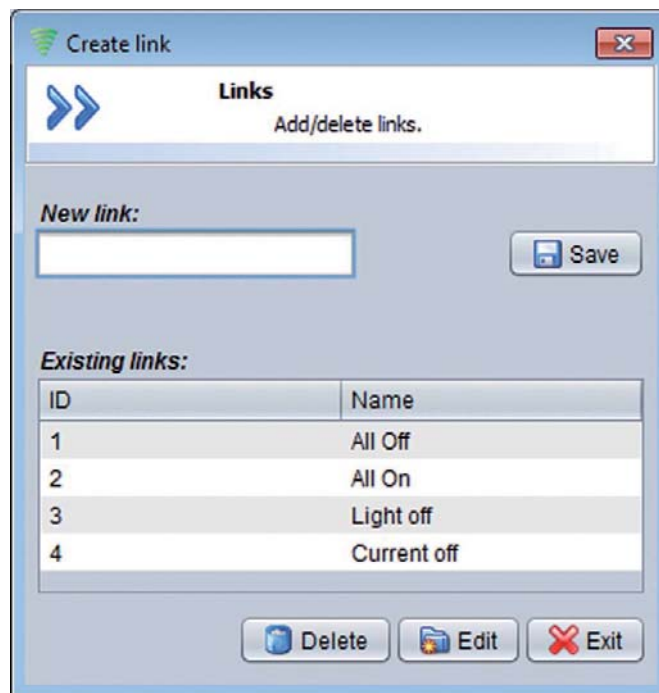 Create link
Links
Add/delete links.
New link:
Save
Existing links:
ID Name
1 All Off
2 All On
3 Light off
4 Current off
Delete Edit Exit